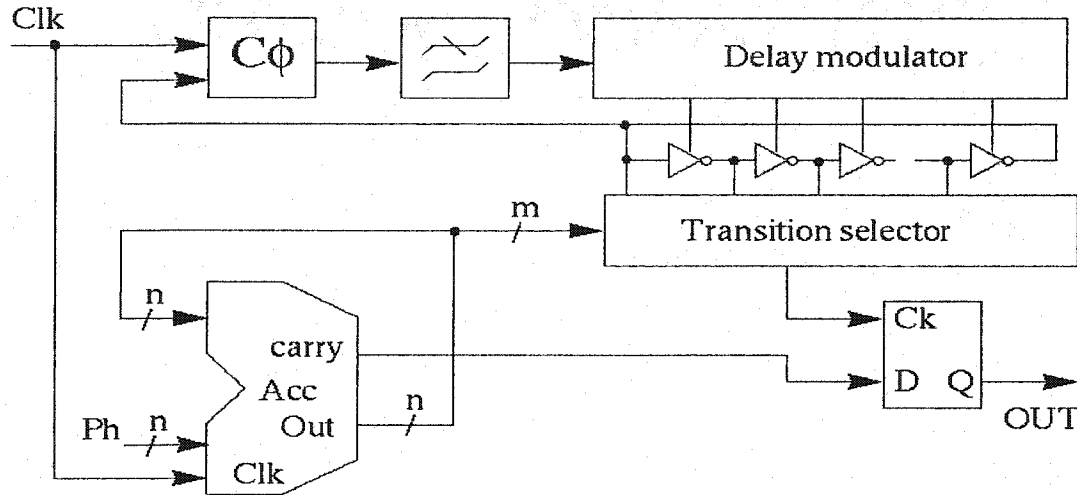 Clk
Cϕ
Delay modulator
m
Transition selector
n
carry
Ck
Acc
D Q
Ph
n
Out
n
OUT
Clk